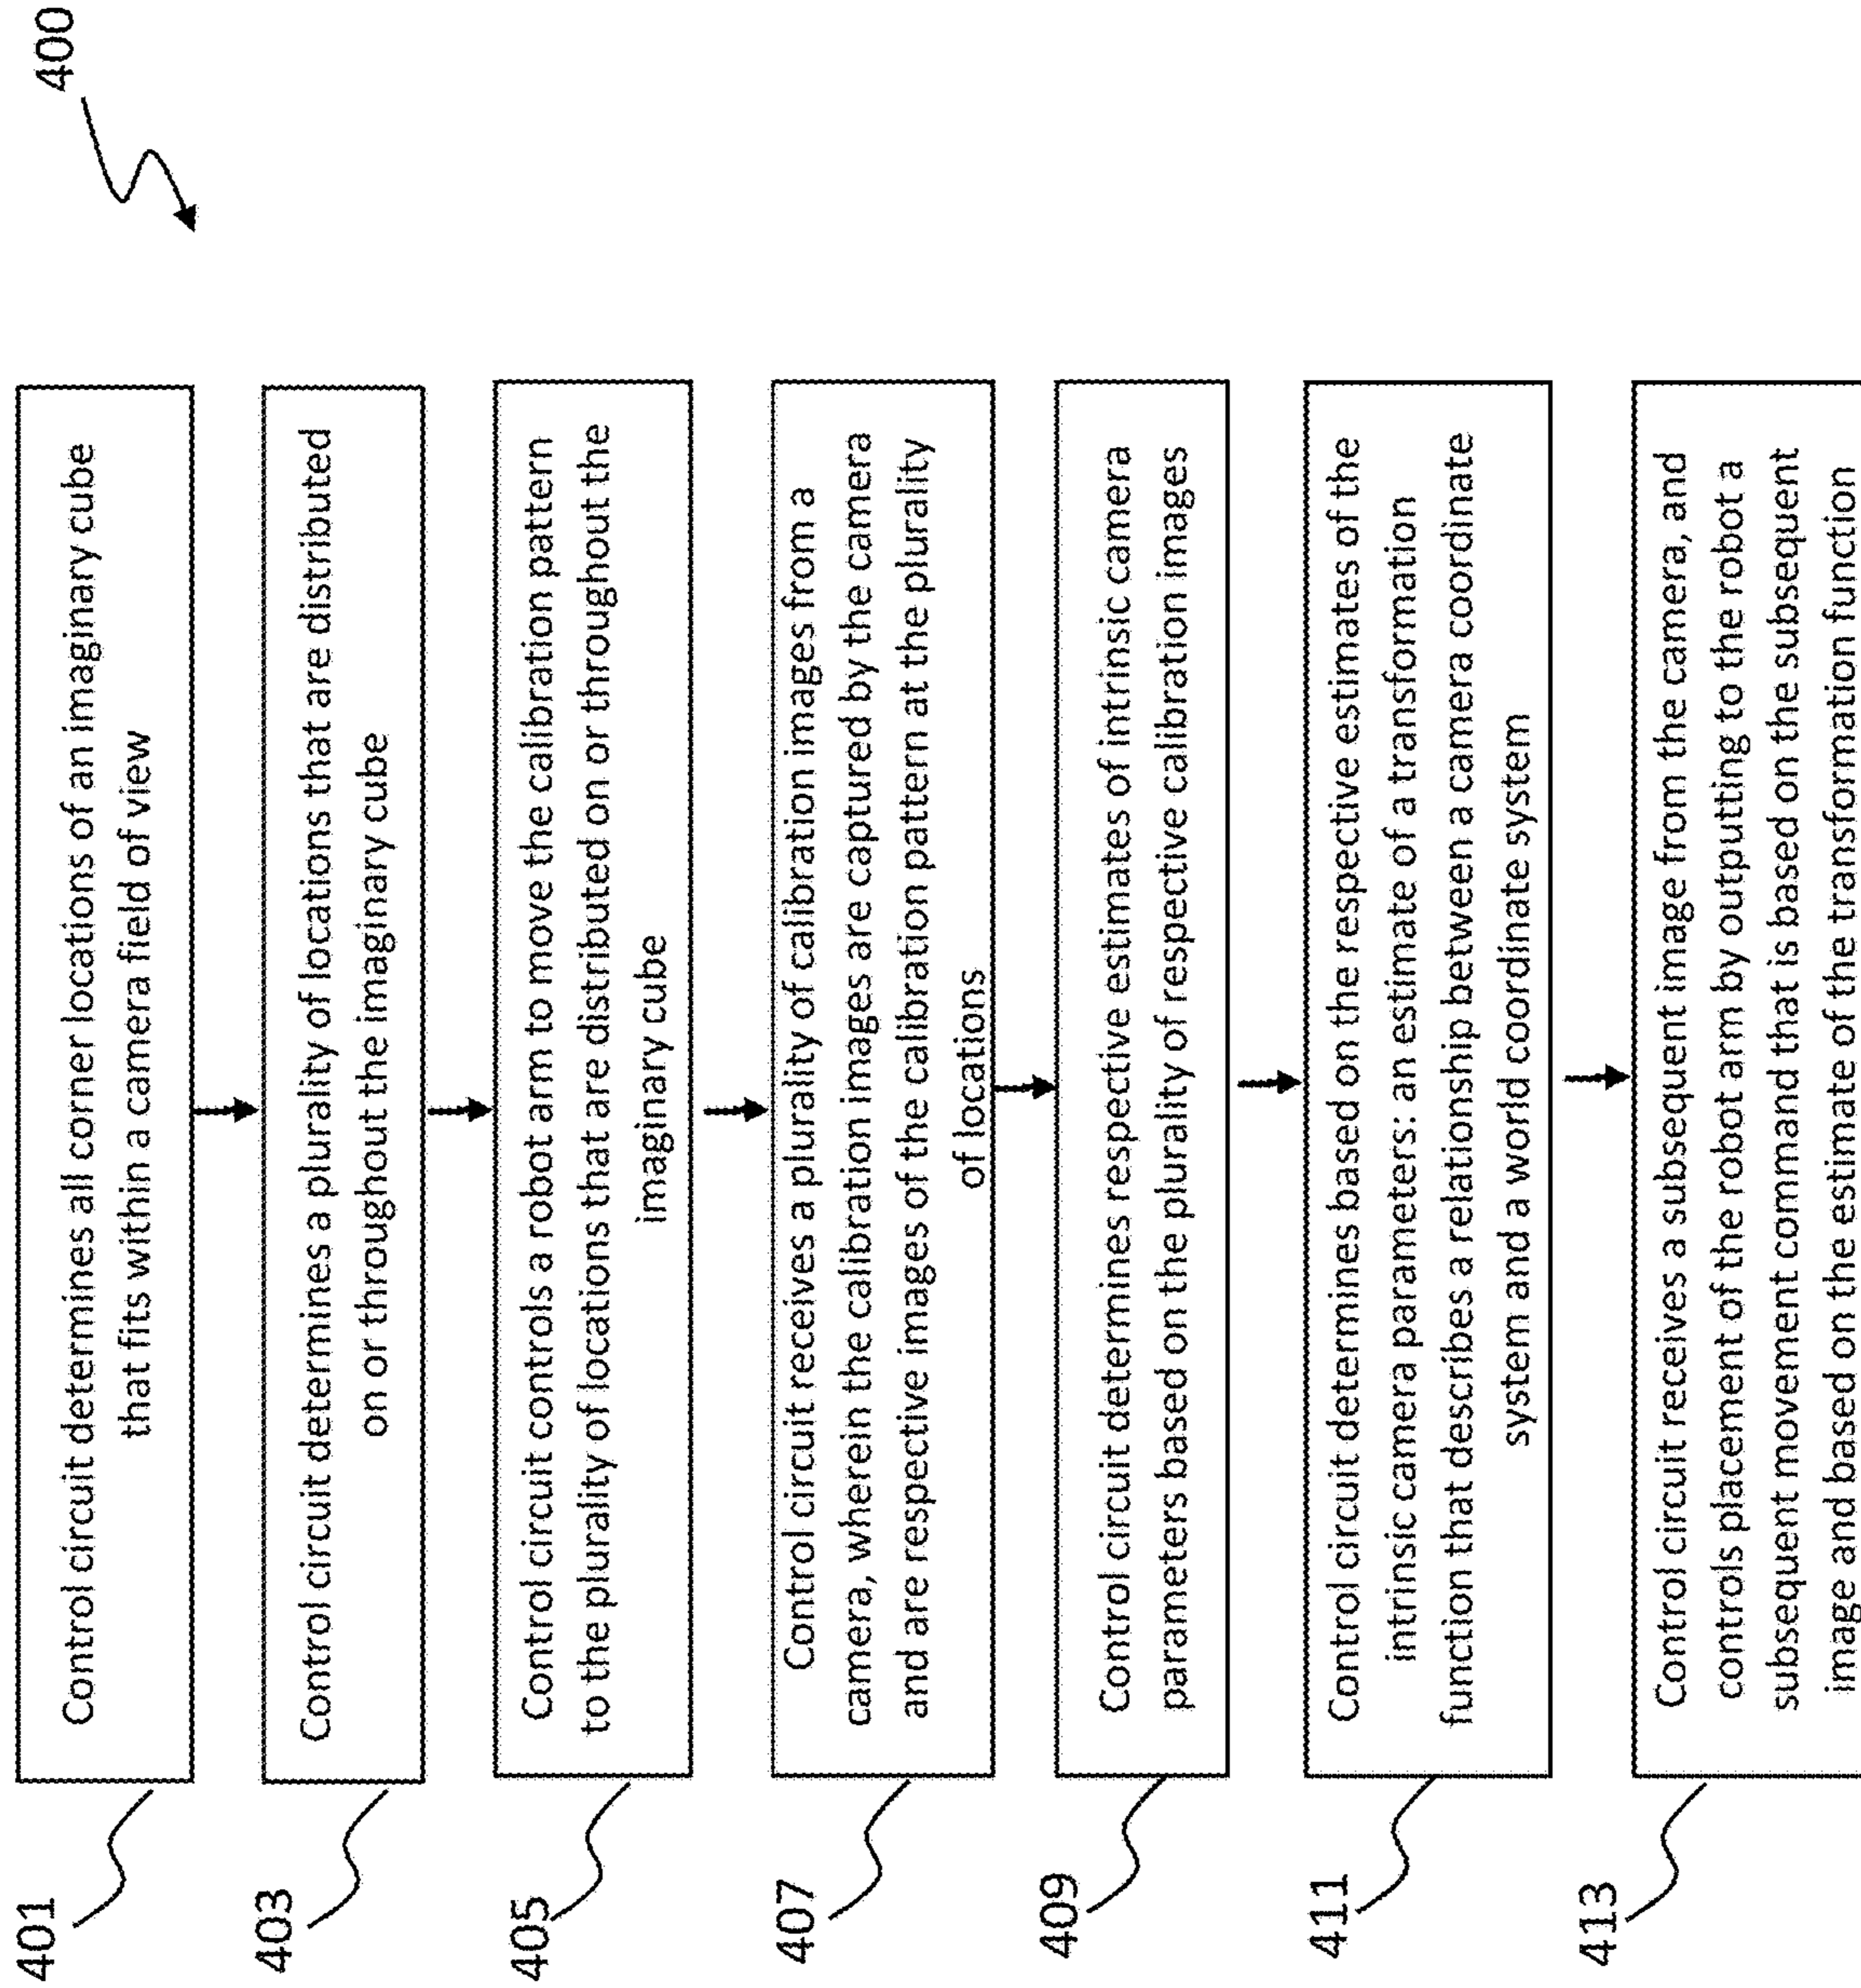 400
401
Control circuit determines all corner locations of an imaginary cube
that fits within a camera field of view
403
Control circuit determines a plurality of locations that are distributed
on or throughout the imaginary cube
405
Control circuit controls a robot arm to move the calibration pattern
to the plurality of locations that are distributed on or throughout the
imaginary cube
407
Control circuit receives a plurality of calibration images from a
camera, wherein the calibration images are captured by the camera
and are respective images of the calibration pattern at the plurality
of locations
409
Control circuit determines respective estimates of intrinsic camera
parameters based on the plurality of respective calibration images
411
Control circuit determines based on the respective estimates of the
intrinsic camera parameters: an estimate of a transformation
function that describes a relationship between a camera coordinate
system and a world coordinate system
413
Control circuit receives a subsequent image from the camera, and
controls placement of the robot arm by outputting to the robot a
subsequent movement command that is based on the subsequent
image and based on the estimate of the transformation function